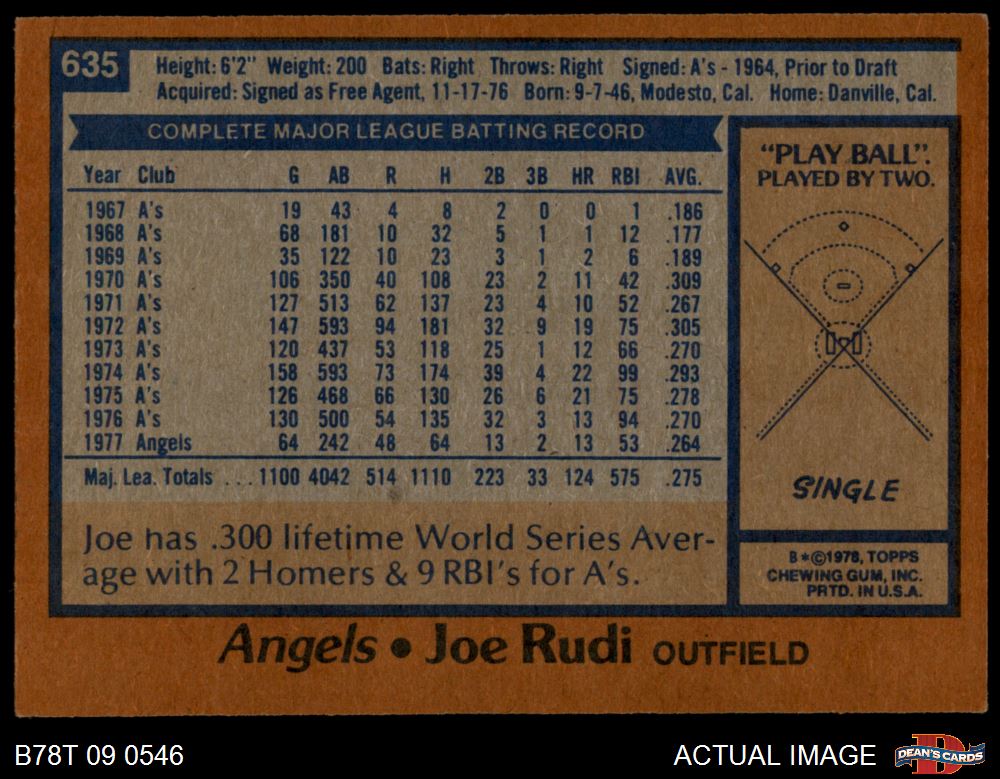 635
Height: 6'2" Weight: 200 Bats: Right Throws: Right Signed: A's - 1964, Prior to Draft
Acquired: Signed as Free Agent, 11-17-76 Born: 9-7-46, Modesto, Cal. Home: Danville, Cal.
COMPLETE MAJOR LEAGUE BATTING RECORD
Year Club G AB R H 2B 3B HR RBI AVG.
1967 A's 19 43 4 8 2 0 0 1 .186
1968 A's 68 181 10 32 5 1 1 12 .177
1969 A's 35 122 10 23 3 1 2 6 .189
1970 A's 106 350 40 108 23 2 11 42 .309
1971 A's 127 513 62 137 23 4 10 52 .267
1972 A's 147 593 94 181 32 9 19 75 .305
1973 A's 120 437 53 118 25 1 12 66 .270
1974 A's 158 593 73 174 39 4 22 99 .293
1975 A's 126 468 66 130 26 6 21 75 .278
1976 A's 130 500 54 135 32 3 13 94 .270
1977 Angels 64 242 48 64 13 2 13 53 .264
Maj. Lea. Totals ... 1100 4042 514 1110 223 33 124 575 .275
Joe has .300 lifetime World Series Aver-
age with 2 Homers & 9 RBI's for A's.
"PLAY BALL".
PLAYED BY TWO.
SINGLE
B*©1978, TOPPS
CHEWING GUM, INC.
PRTD. IN U.S.A.
Angels • Joe Rudi OUTFIELD
B78T 09 0546
ACTUAL IMAGE
DEAN'S CARDS